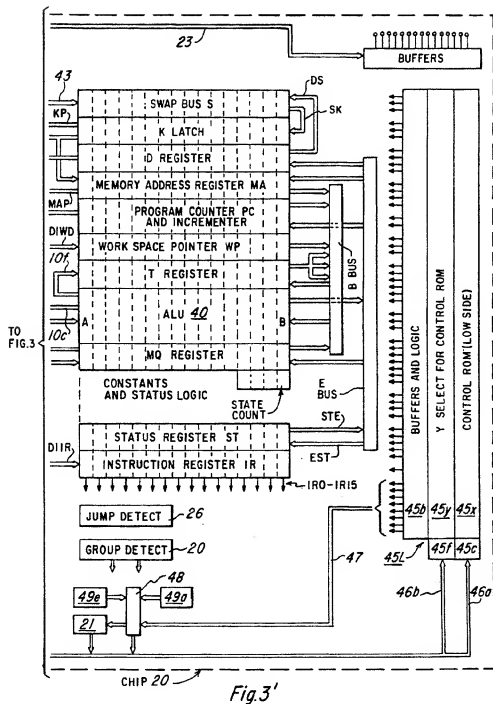 23
BUFFERS
43
DS
SWAP BUS S
KP
SK
K LATCH
D REGISTER
MEMORY ADDRESS REGISTER MA
MAP
PROGRAM COUNTER PC
AND INCREMENTER
DIWD
WORK SPACE POINTER WP
10f
T REGISTER
B BUS
TO
FIG.3
A
ALU 40
B
10c
MQ REGISTER
CONSTANTS
AND STATUS LOGIC
STATE
COUNT
E
BUS
STE
STATUS REGISTER ST
DIIR
EST
INSTRUCTION REGISTER IR
IR0-IR15
BUFFERS AND LOGIC
Y SELECT FOR CONTROL ROM
CONTROL ROM (LOW SIDE)
45b
45y
45x
JUMP DETECT
26
45L
45f
45c
GROUP DETECT
20
47
48
46b
46a
49e
49a
21
CHIP 20
Fig.3'